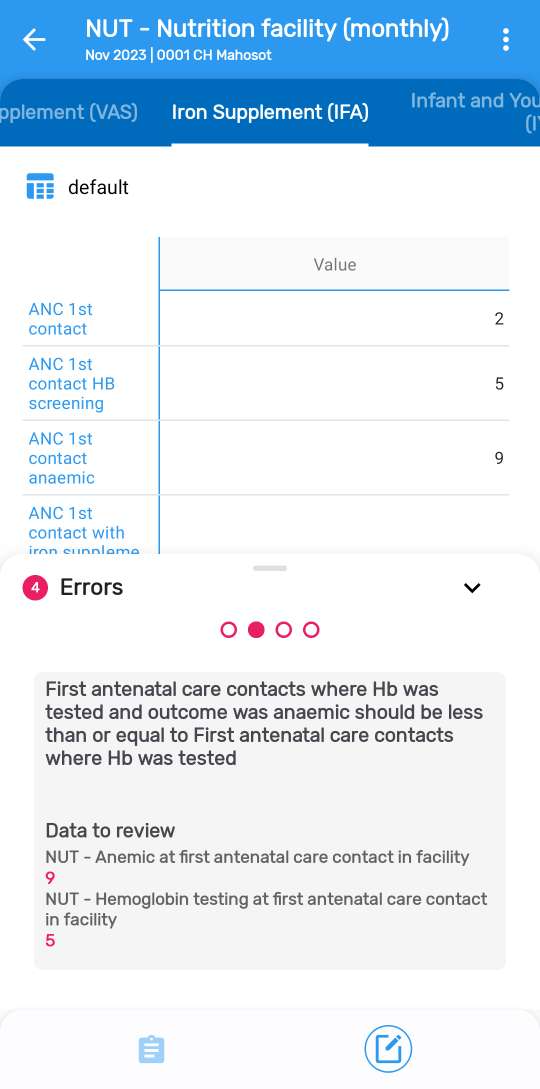 NUT - Nutrition facility (monthly)
Nov 2023 | 0001 CH Mahosot
pplement (VAS)
Iron Supplement (IFA)
Infant and You
(I
default
Value
ANC 1st
contact
2
ANC 1st
contact HB
screening
5
ANC 1st
contact
anaemic
9
ANC 1st
contact with
iron suppleme
4
Errors
First antenatal care contacts where Hb was
tested and outcome was anaemic should be less
than or equal to First antenatal care contacts
where Hb was tested
Data to review
NUT - Anemic at first antenatal care contact in facility
9
NUT - Hemoglobin testing at first antenatal care contact
in facility
5